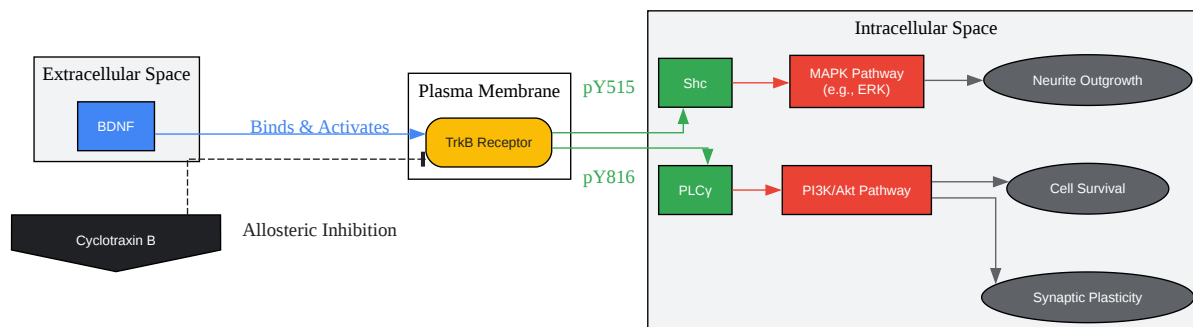 Intracellular Space
Extracellular Space
BDNF
Binds & Activates
Plasma Membrane
TrkB Receptor
pY515
pY816
Shc
MAPK Pathway
(e.g., ERK)
Neurite Outgrowth
PLCγ
PI3K/Akt Pathway
Cell Survival
Synaptic Plasticity
Cyclotraxin B
Allosteric Inhibition